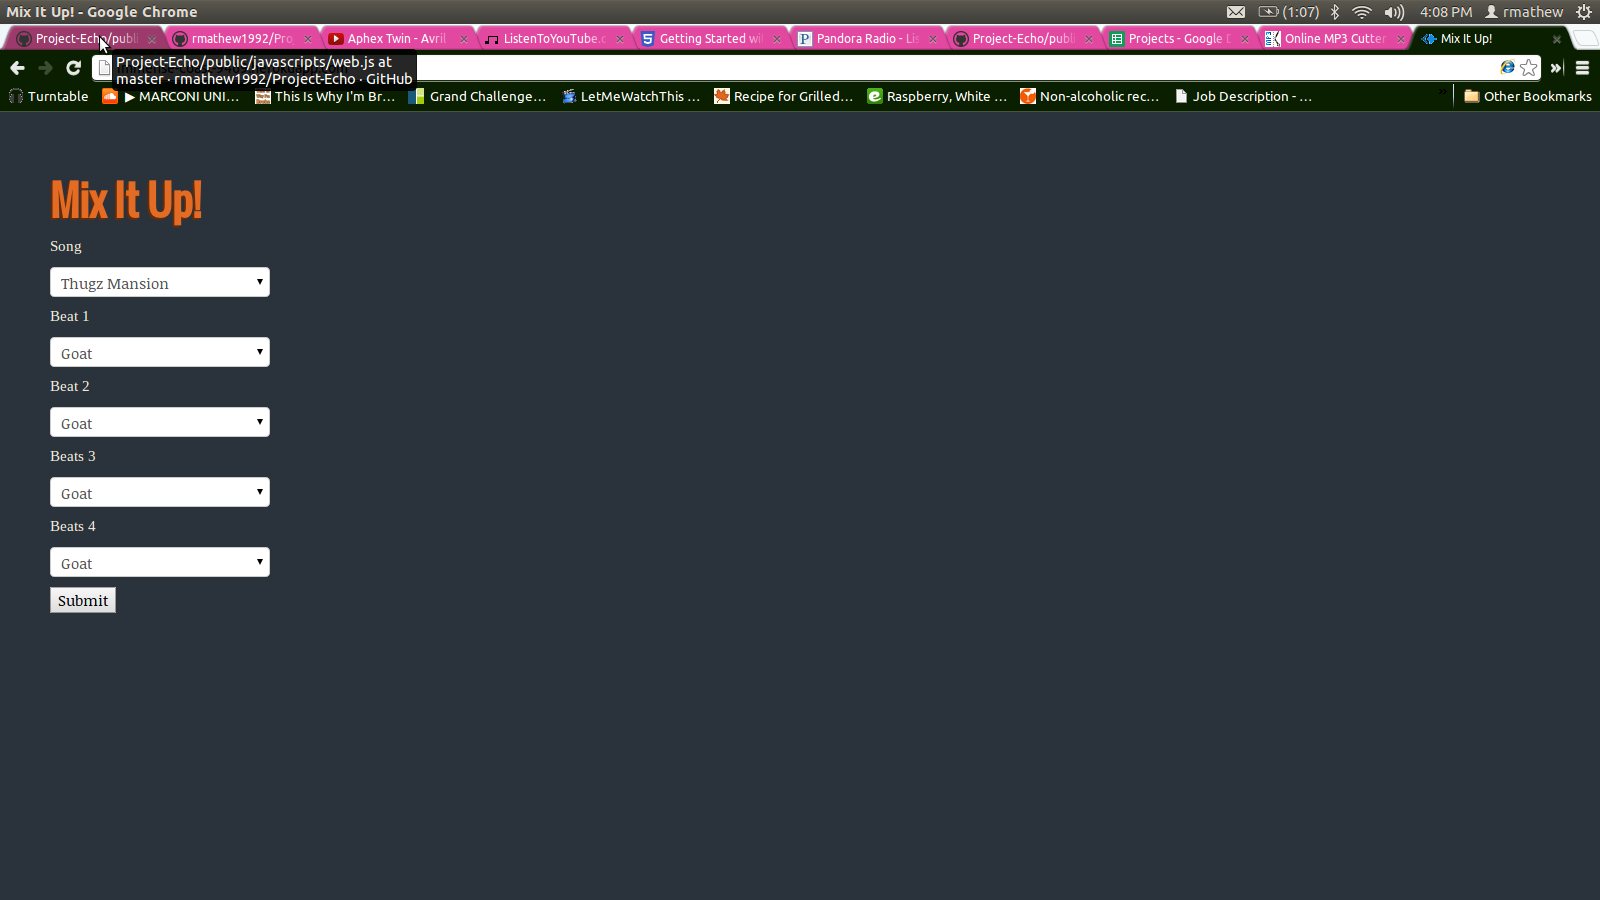 Mix It Up! - Google Chrome
(1:07)
4:08 PM
rmathew
Project-Echo/publi
rmathew1992/Pro
Aphex Twin - Avril
ListenToYouTube.c
Getting Started wi
Pandora Radio - Lis
Project-Echo/publi
Projects - Google D
Online MP3 Cutter
Mix It Up!
Project-Echo/public/javascripts/web.js at
master · rmathew1992/Project-Echo · GitHub
Turntable
▶ MARCONI UNI...
This Is Why I'm Br...
Grand Challenge...
LetMeWatchThis ...
Recipe for Grilled...
Raspberry, White ...
Non-alcoholic rec...
Job Description - ...
Other Bookmarks
Mix It Up!
Song
Thugz Mansion
Beat 1
Goat
Beat 2
Goat
Beats 3
Goat
Beats 4
Goat
Submit